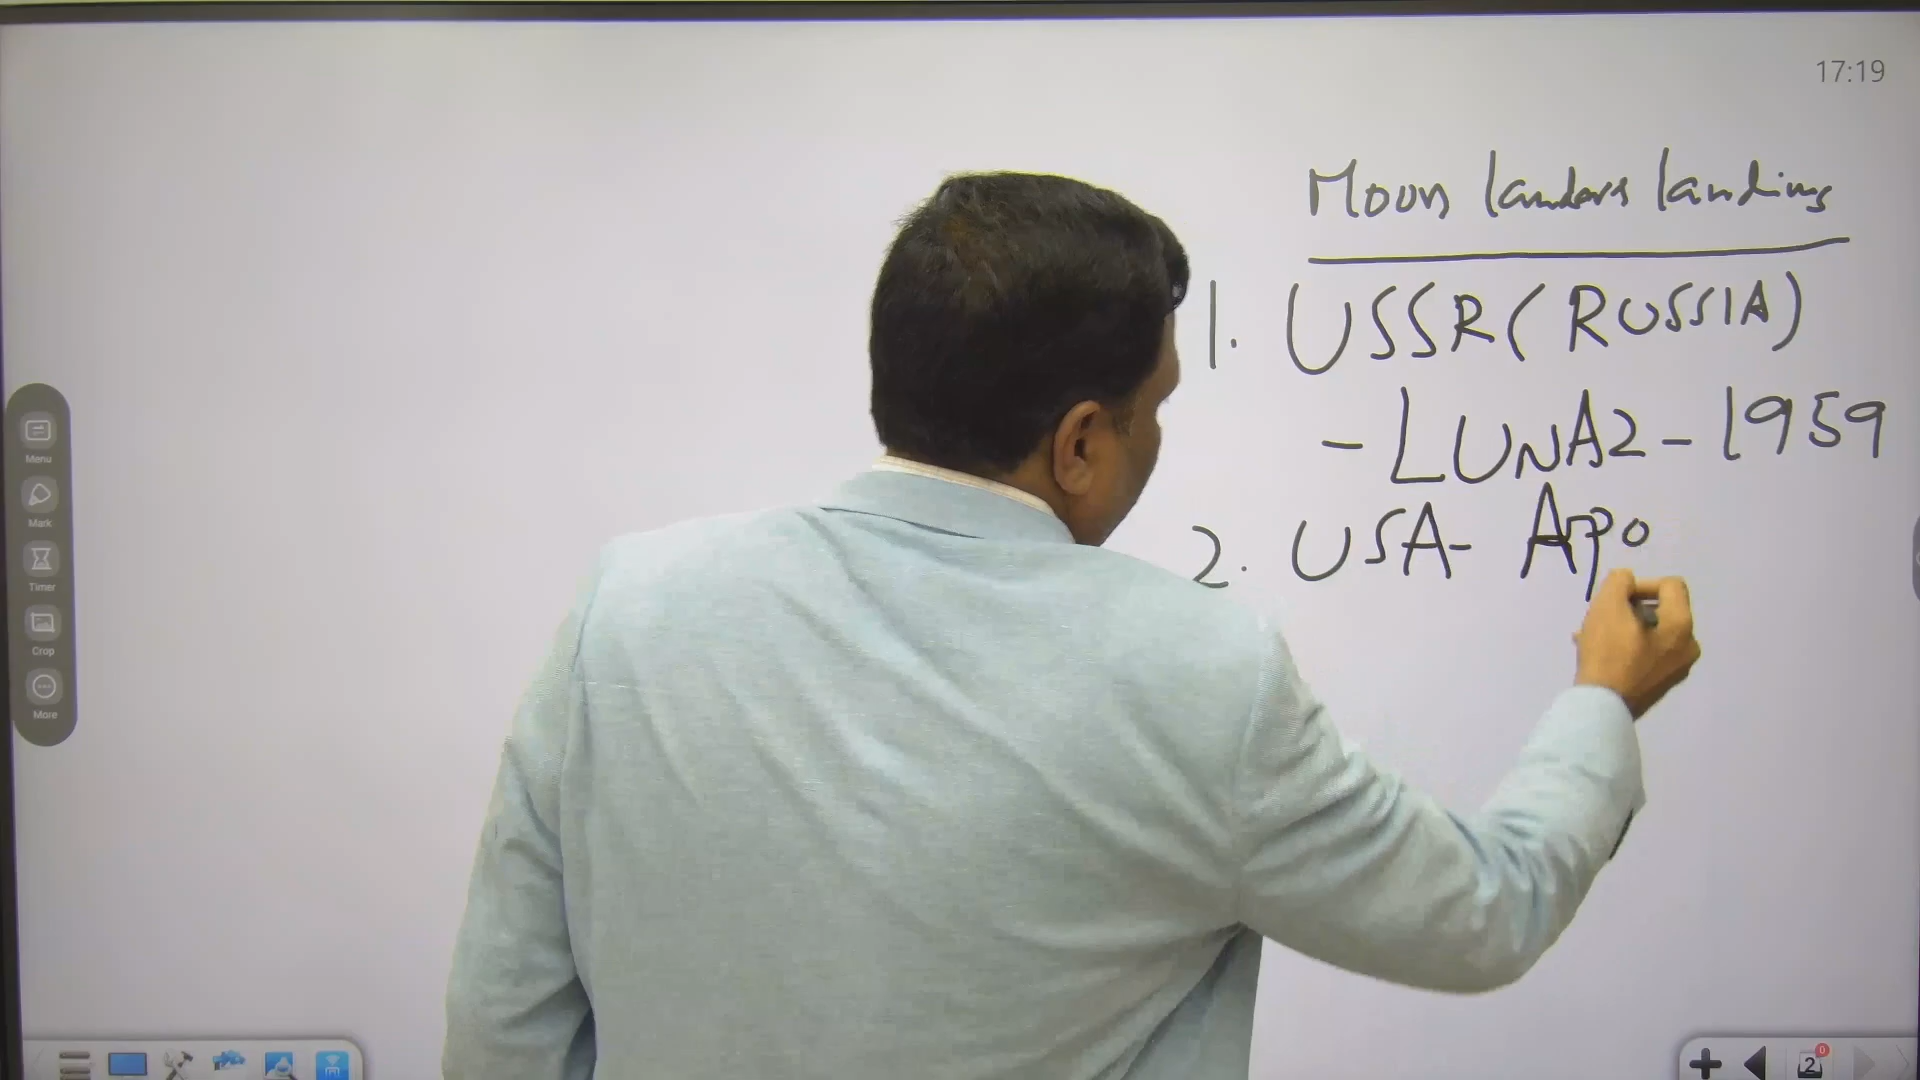 17:19
Moon landers landing
1. USSR (RUSSIA)
- LUNA2 - 1959
2. USA - Apo
Menu
Mark
Timer
Crop
More
2
0